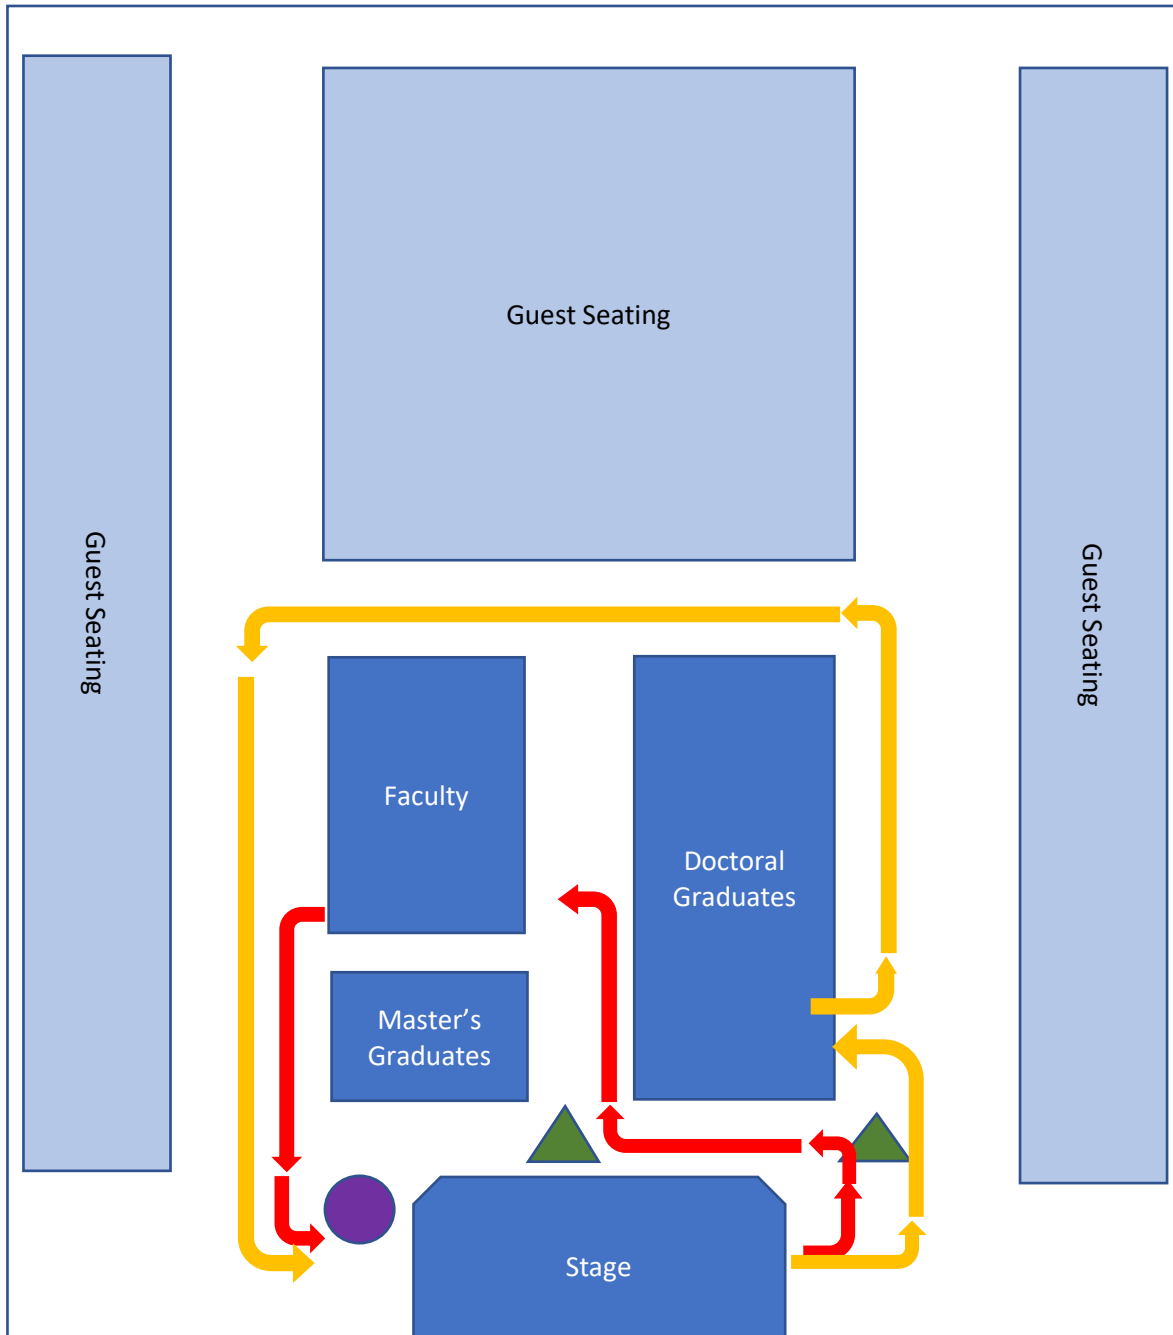 Guest Seating
Guest Seating
Guest Seating
Faculty
Doctoral
Graduates
Master's
Graduates
Stage